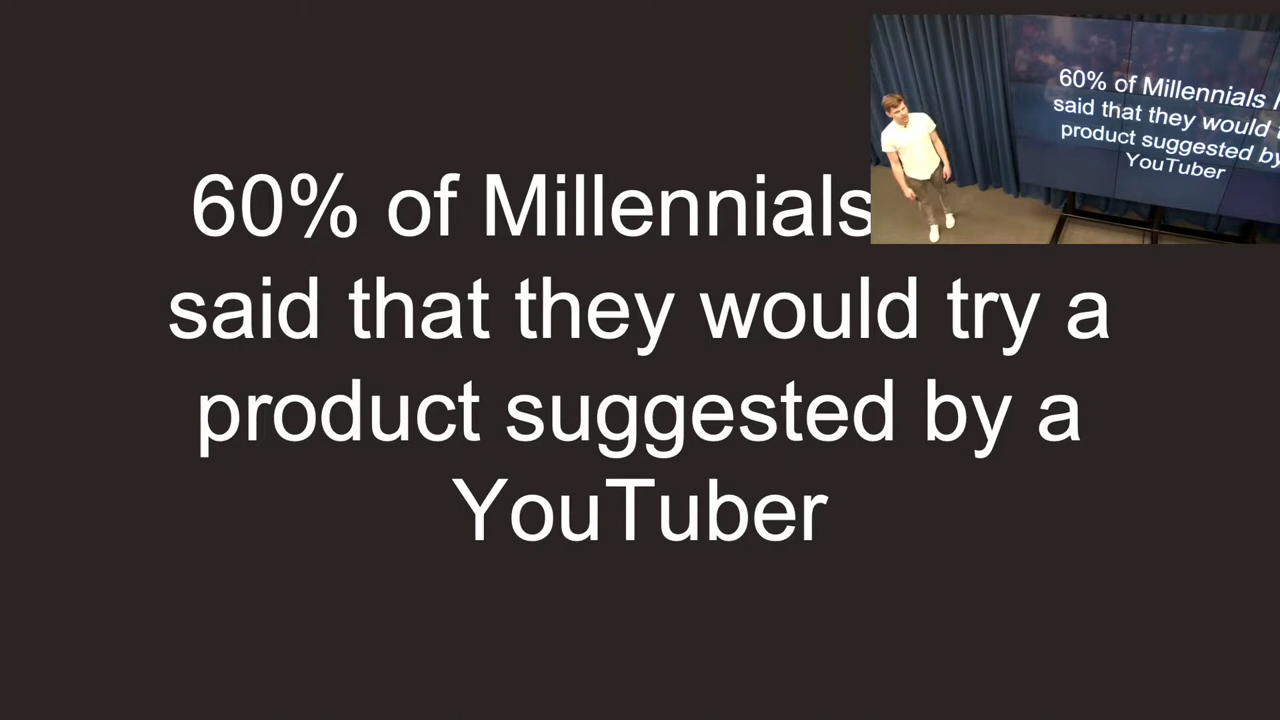 60% of Millennials
said that they would try a
product suggested by a
YouTuber
60% of Millennials
said that they would
product suggested by
YouTuber